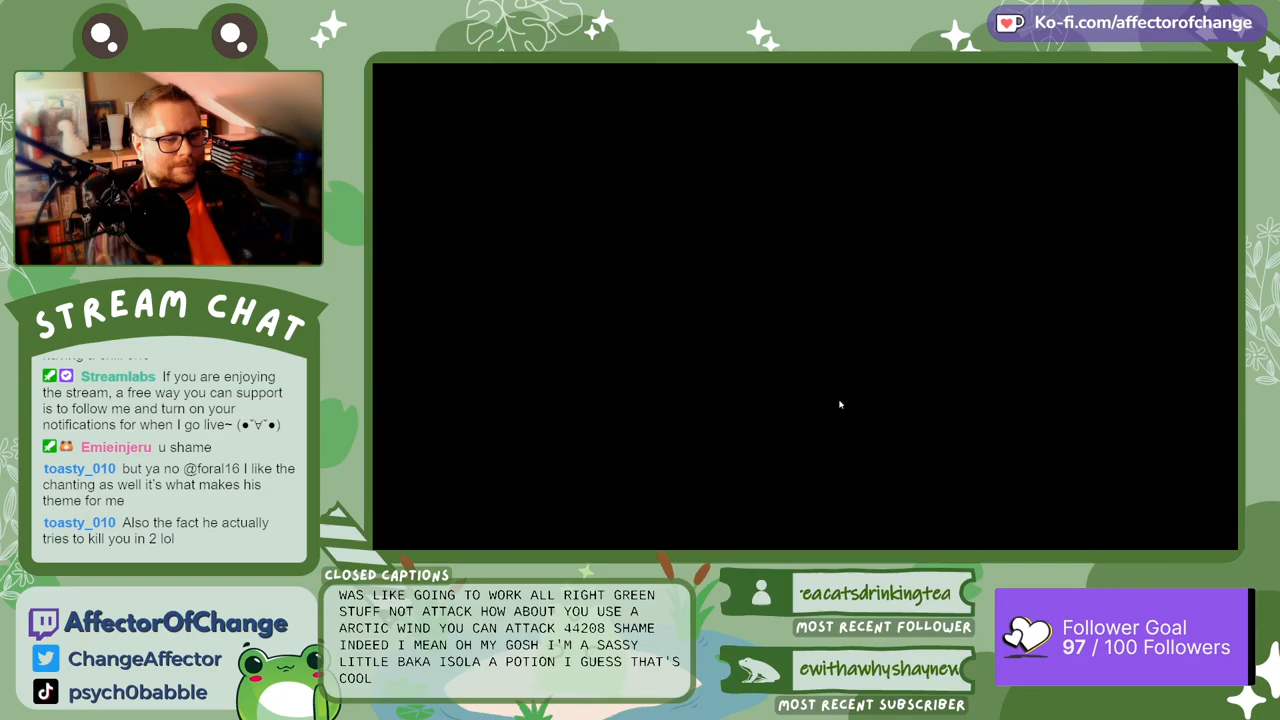 Ko-fi.com/affectorofchange
STREAM CHAT
Streamlabs If you are enjoying
the stream, a free way you can support
is to follow me and turn on your
notifications for when I go live~ (●ˇ∀ˇ●)
Emieinjeru u shame
toasty_010 but ya no @foral16 I like the
chanting as well it's what makes his
theme for me
toasty_010 Also the fact he actually
tries to kill you in 2 lol
AffectorOfChange
ChangeAffector
psych0babble
CLOSED CAPTIONS
WAS LIKE GOING TO WORK ALL RIGHT GREEN
STUFF NOT ATTACK HOW ABOUT YOU USE A
ARCTIC WIND YOU CAN ATTACK 44208 SHAME
INDEED I MEAN OH MY GOSH I'M A SASSY
LITTLE BAKA ISOLA A POTION I GUESS THAT'S
COOL
eacatsdrinkingtea
MOST RECENT FOLLOWER
ewithawhyshaynew
MOST RECENT SUBSCRIBER
Follower Goal
97 / 100 Followers